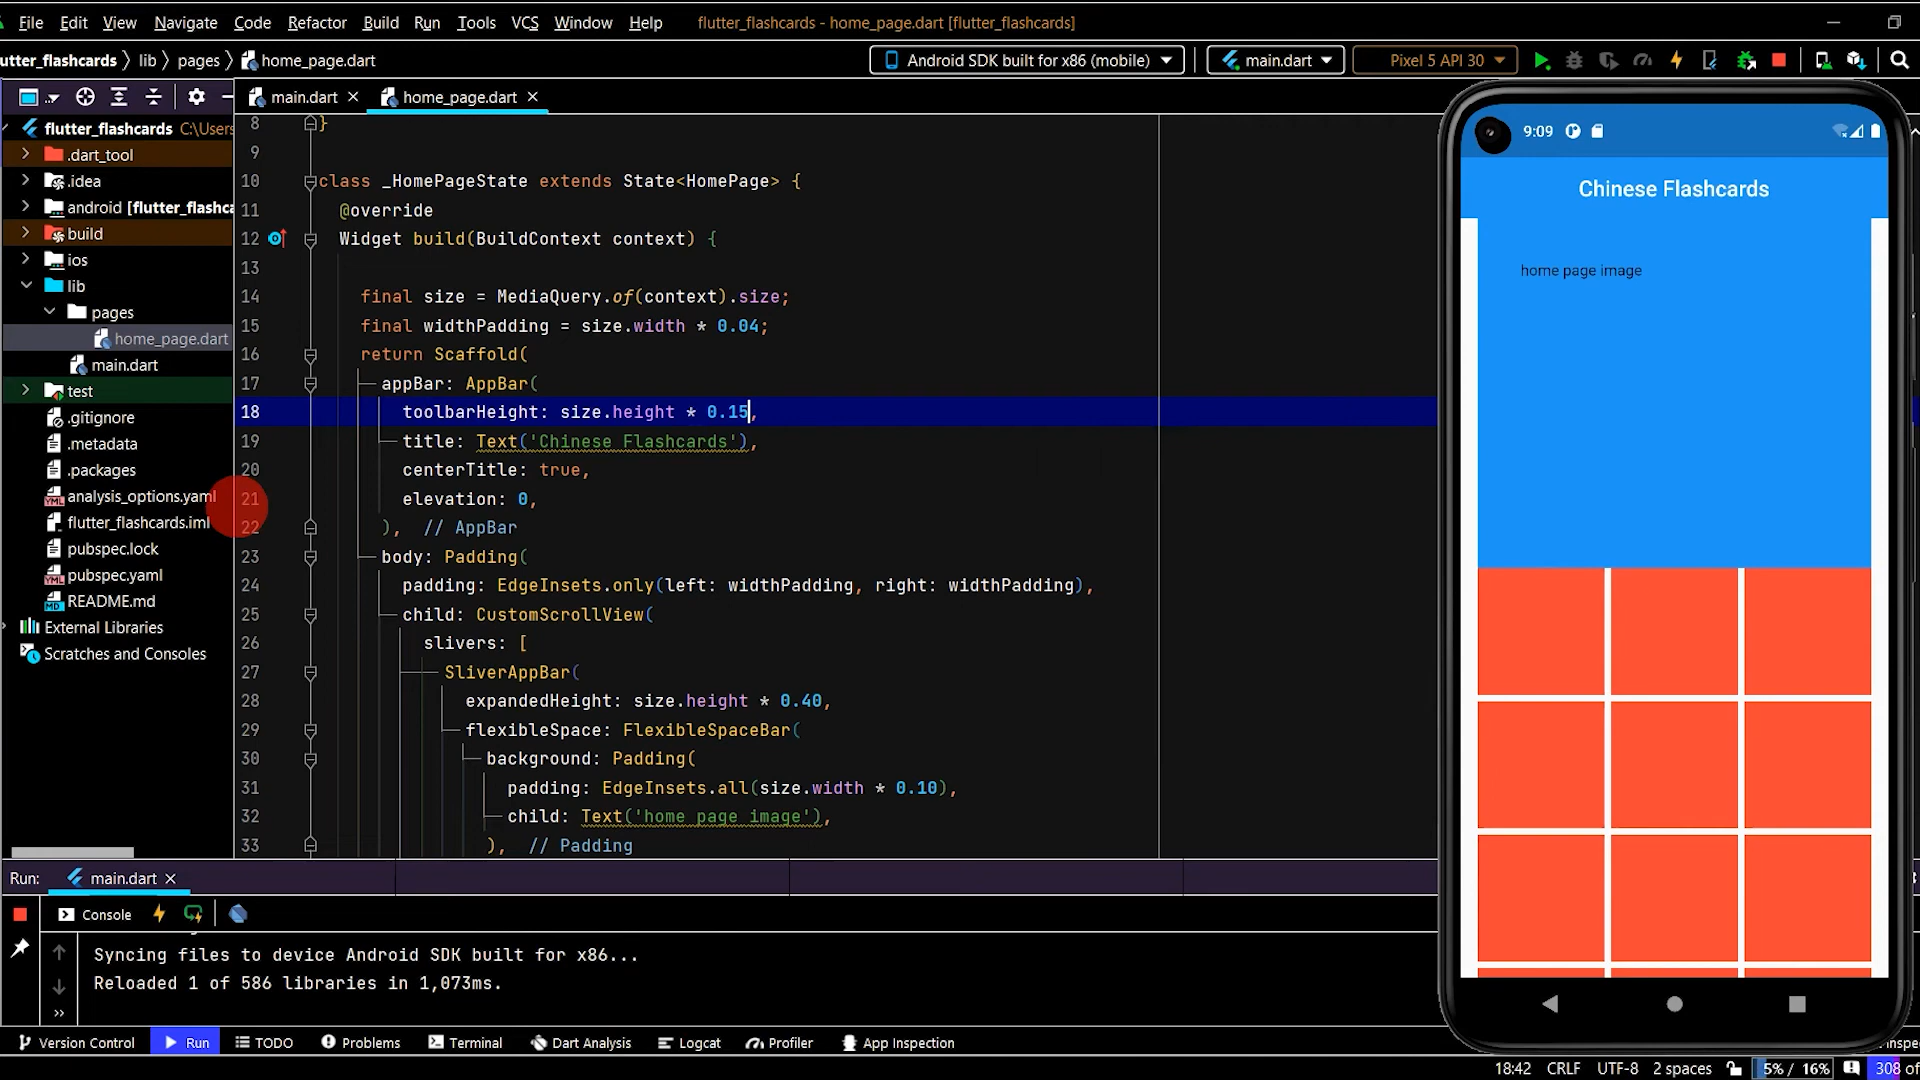 File Edit View Navigate Code Refactor Build Run Tools VCS Window Help flutter_flashcards - home_page.dart [flutter_flashcards]
utter_flashcards lib pages home_page.dart Android SDK built for x86 (mobile) main.dart Pixel 5 API 30
main.dart home_page.dart
flutter_flashcards C:\Users
.dart_tool
.idea
android [flutter_flashca
build
ios
lib
pages
home_page.dart
main.dart
test
.gitignore
.metadata
.packages
analysis_options.yaml
flutter_flashcards.iml
pubspec.lock
pubspec.yaml
README.md
External Libraries
Scratches and Consoles
8 }
9
10 class _HomePageState extends State<HomePage> {
11 @override
12 Widget build(BuildContext context) {
13
14 final size = MediaQuery.of(context).size;
15 final widthPadding = size.width * 0.04;
16 return Scaffold(
17 appBar: AppBar(
18 toolbarHeight: size.height * 0.15,
19 title: Text('Chinese Flashcards'),
20 centerTitle: true,
21 elevation: 0,
22 ), // AppBar
23 body: Padding(
24 padding: EdgeInsets.only(left: widthPadding, right: widthPadding),
25 child: CustomScrollView(
26 slivers: [
27 SliverAppBar(
28 expandedHeight: size.height * 0.40,
29 flexibleSpace: FlexibleSpaceBar(
30 background: Padding(
31 padding: EdgeInsets.all(size.width * 0.10),
32 child: Text('home page image'),
33 ), // Padding
9:09
Chinese Flashcards
home page image
Run: main.dart
Console
Syncing files to device Android SDK built for x86...
Reloaded 1 of 586 libraries in 1,073ms.
Version Control Run TODO Problems Terminal Dart Analysis Logcat Profiler App Inspection
18:42 CRLF UTF-8 2 spaces 5% / 16% 308 of